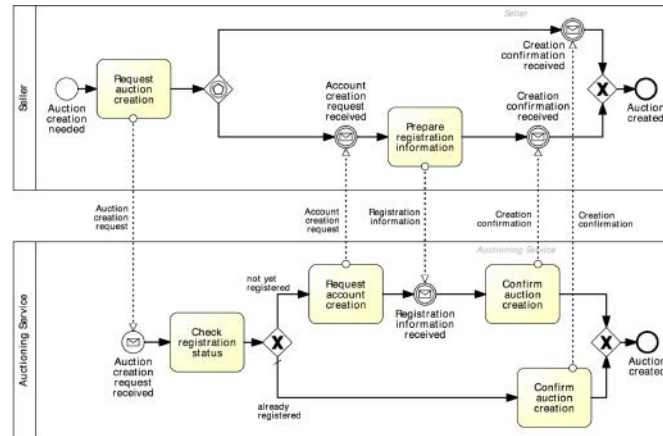 Seller
Seller
Auction
creation
needed
Request
auction
creation
Account
creation
request
received
Prepare
registration
information
Creation
confirmation
received
Creation
confirmation
received
Auction
created
Auction
creation
request
Account
creation
request
Registration
information
Creation
confirmation
Creation
confirmation
Auctioning Service
Auctioning Service
Auction
creation
request
received
Check
registration
status
not yet
registered
already
registered
Request
account
creation
Registration
information
received
Confirm
auction
creation
Confirm
auction
creation
Auction
created